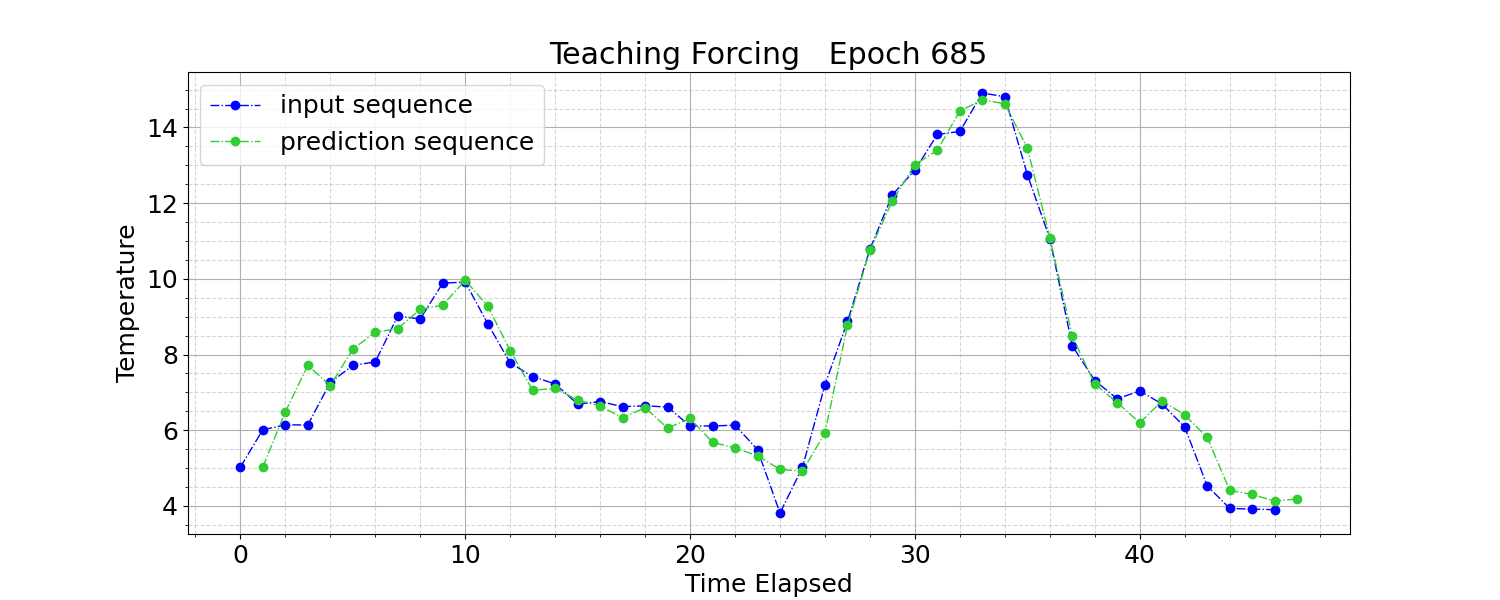 Teaching Forcing   Epoch 685
input sequence
prediction sequence
14
12
10
8
6
4
Temperature
0 10 20 30 40
Time Elapsed